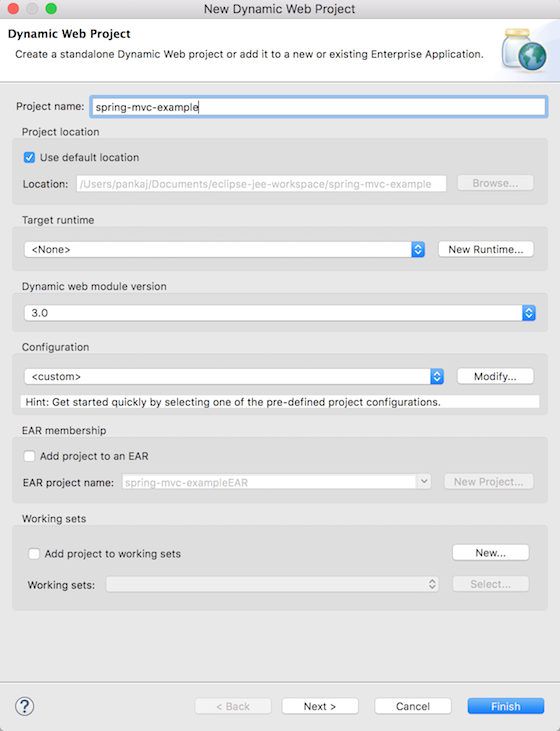 New Dynamic Web Project
Dynamic Web Project
Create a standalone Dynamic Web project or add it to a new or existing Enterprise Application.
Project name: spring-mvc-example
Project location
Use default location
Location: /Users/pankaj/Documents/eclipse-jee-workspace/spring-mvc-example Browse...
Target runtime
<None> New Runtime...
Dynamic web module version
3.0
Configuration
<custom> Modify...
Hint: Get started quickly by selecting one of the pre-defined project configurations.
EAR membership
Add project to an EAR
EAR project name: spring-mvc-exampleEAR New Project...
Working sets
Add project to working sets New...
Working sets: Select...
? < Back Next > Cancel Finish